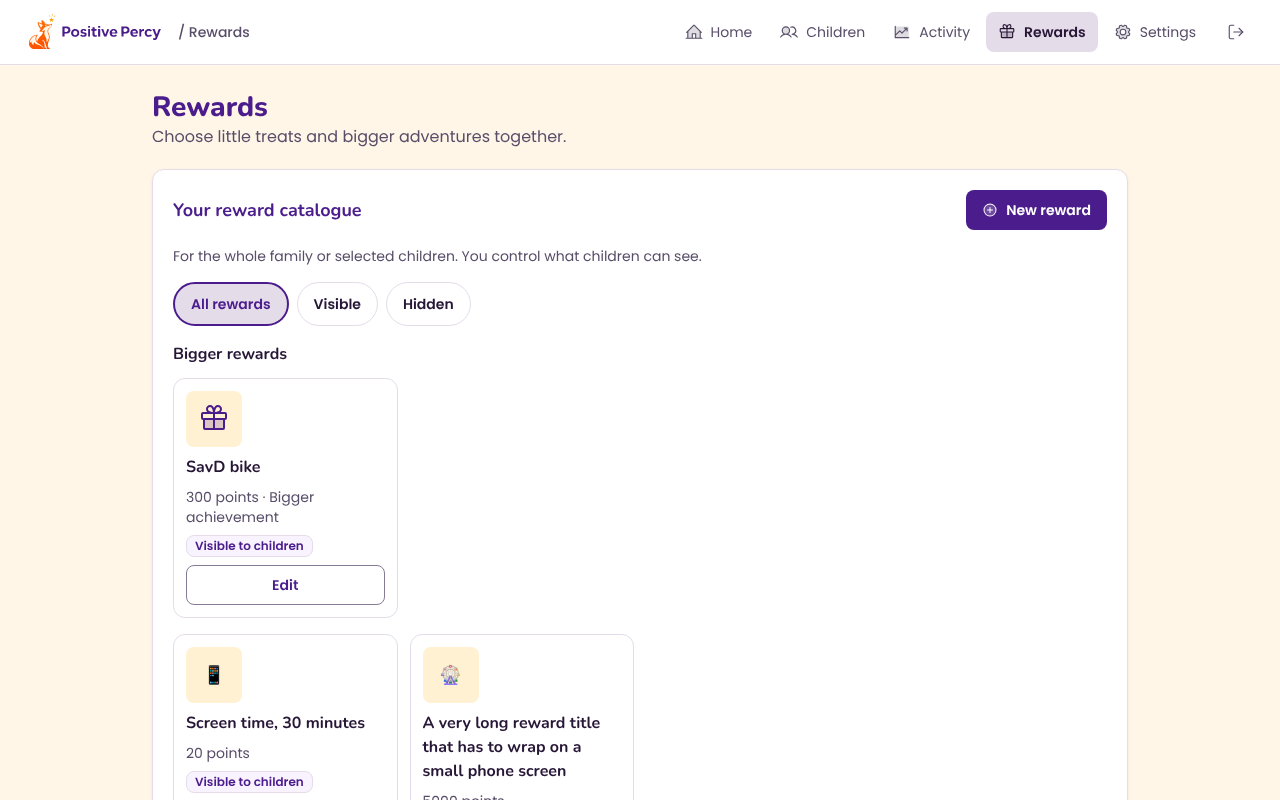 Positive Percy / Rewards
Home
Children
Activity
Rewards
Settings
Rewards
Choose little treats and bigger adventures together.
Your reward catalogue
New reward
For the whole family or selected children. You control what children can see.
All rewards
Visible
Hidden
Bigger rewards
SavD bike
300 points · Bigger
achievement
Visible to children
Edit
Screen time, 30 minutes
20 points
Visible to children
A very long reward title
that has to wrap on a
small phone screen
5000 points